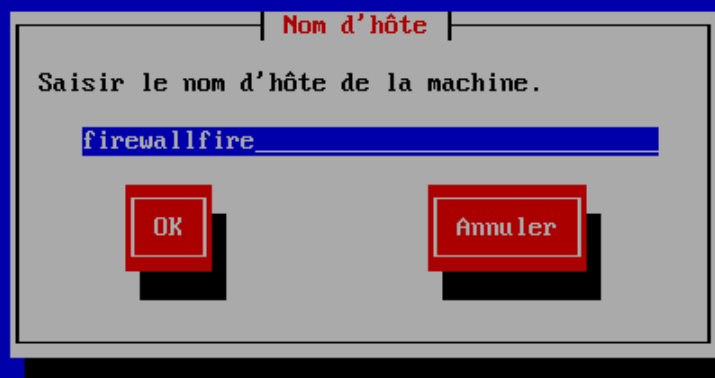 Nom d'hôte
Saisir le nom d'hôte de la machine.
firewallfire
OK
Annuler